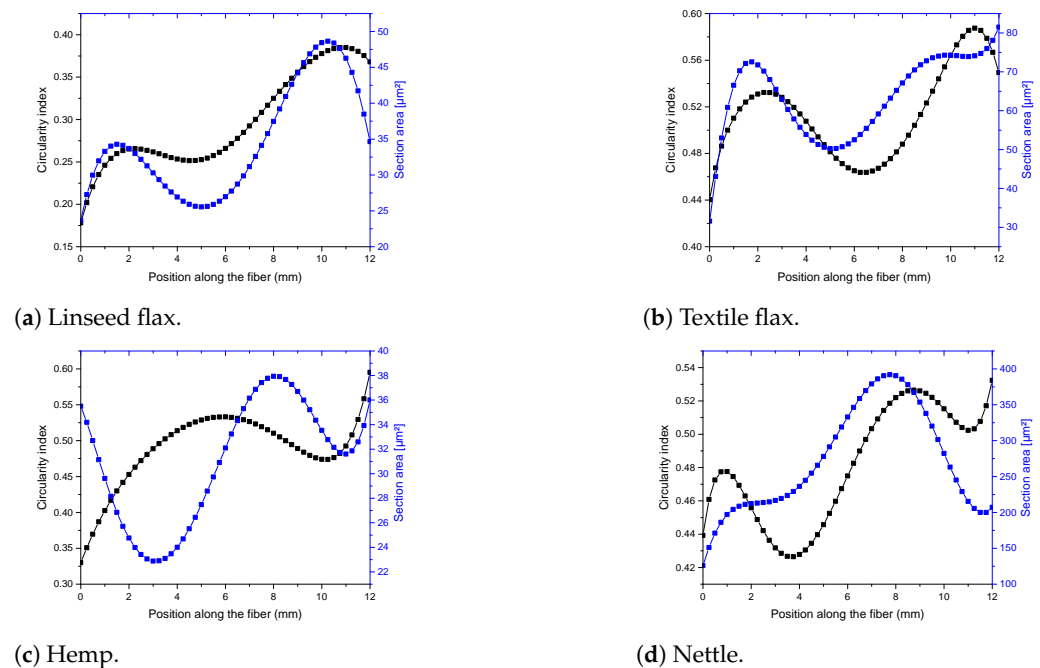 0.40
0.35
0.30
0.25
0.20
0.15
Circularity index
50
45
40
35
30
25
20
Section area [µm²]
0 2 4 6 8 10 12
Position along the fiber (mm)
(a) Linseed flax.
0.60
0.56
0.52
0.48
0.44
0.40
Circularity index
80
70
60
50
40
30
Section area [µm²]
0 2 4 6 8 10 12
Position along the fiber (mm)
(b) Textile flax.
0.60
0.55
0.50
0.45
0.40
0.35
0.30
Circularity index
40
38
36
34
32
30
28
26
24
22
Section area [µm²]
0 2 4 6 8 10 12
Position along the fiber (mm)
(c) Hemp.
0.54
0.52
0.50
0.48
0.46
0.44
0.42
Circularity index
400
350
300
250
200
150
100
Section area [µm²]
0 2 4 6 8 10 12
Position along the fiber (mm)
(d) Nettle.